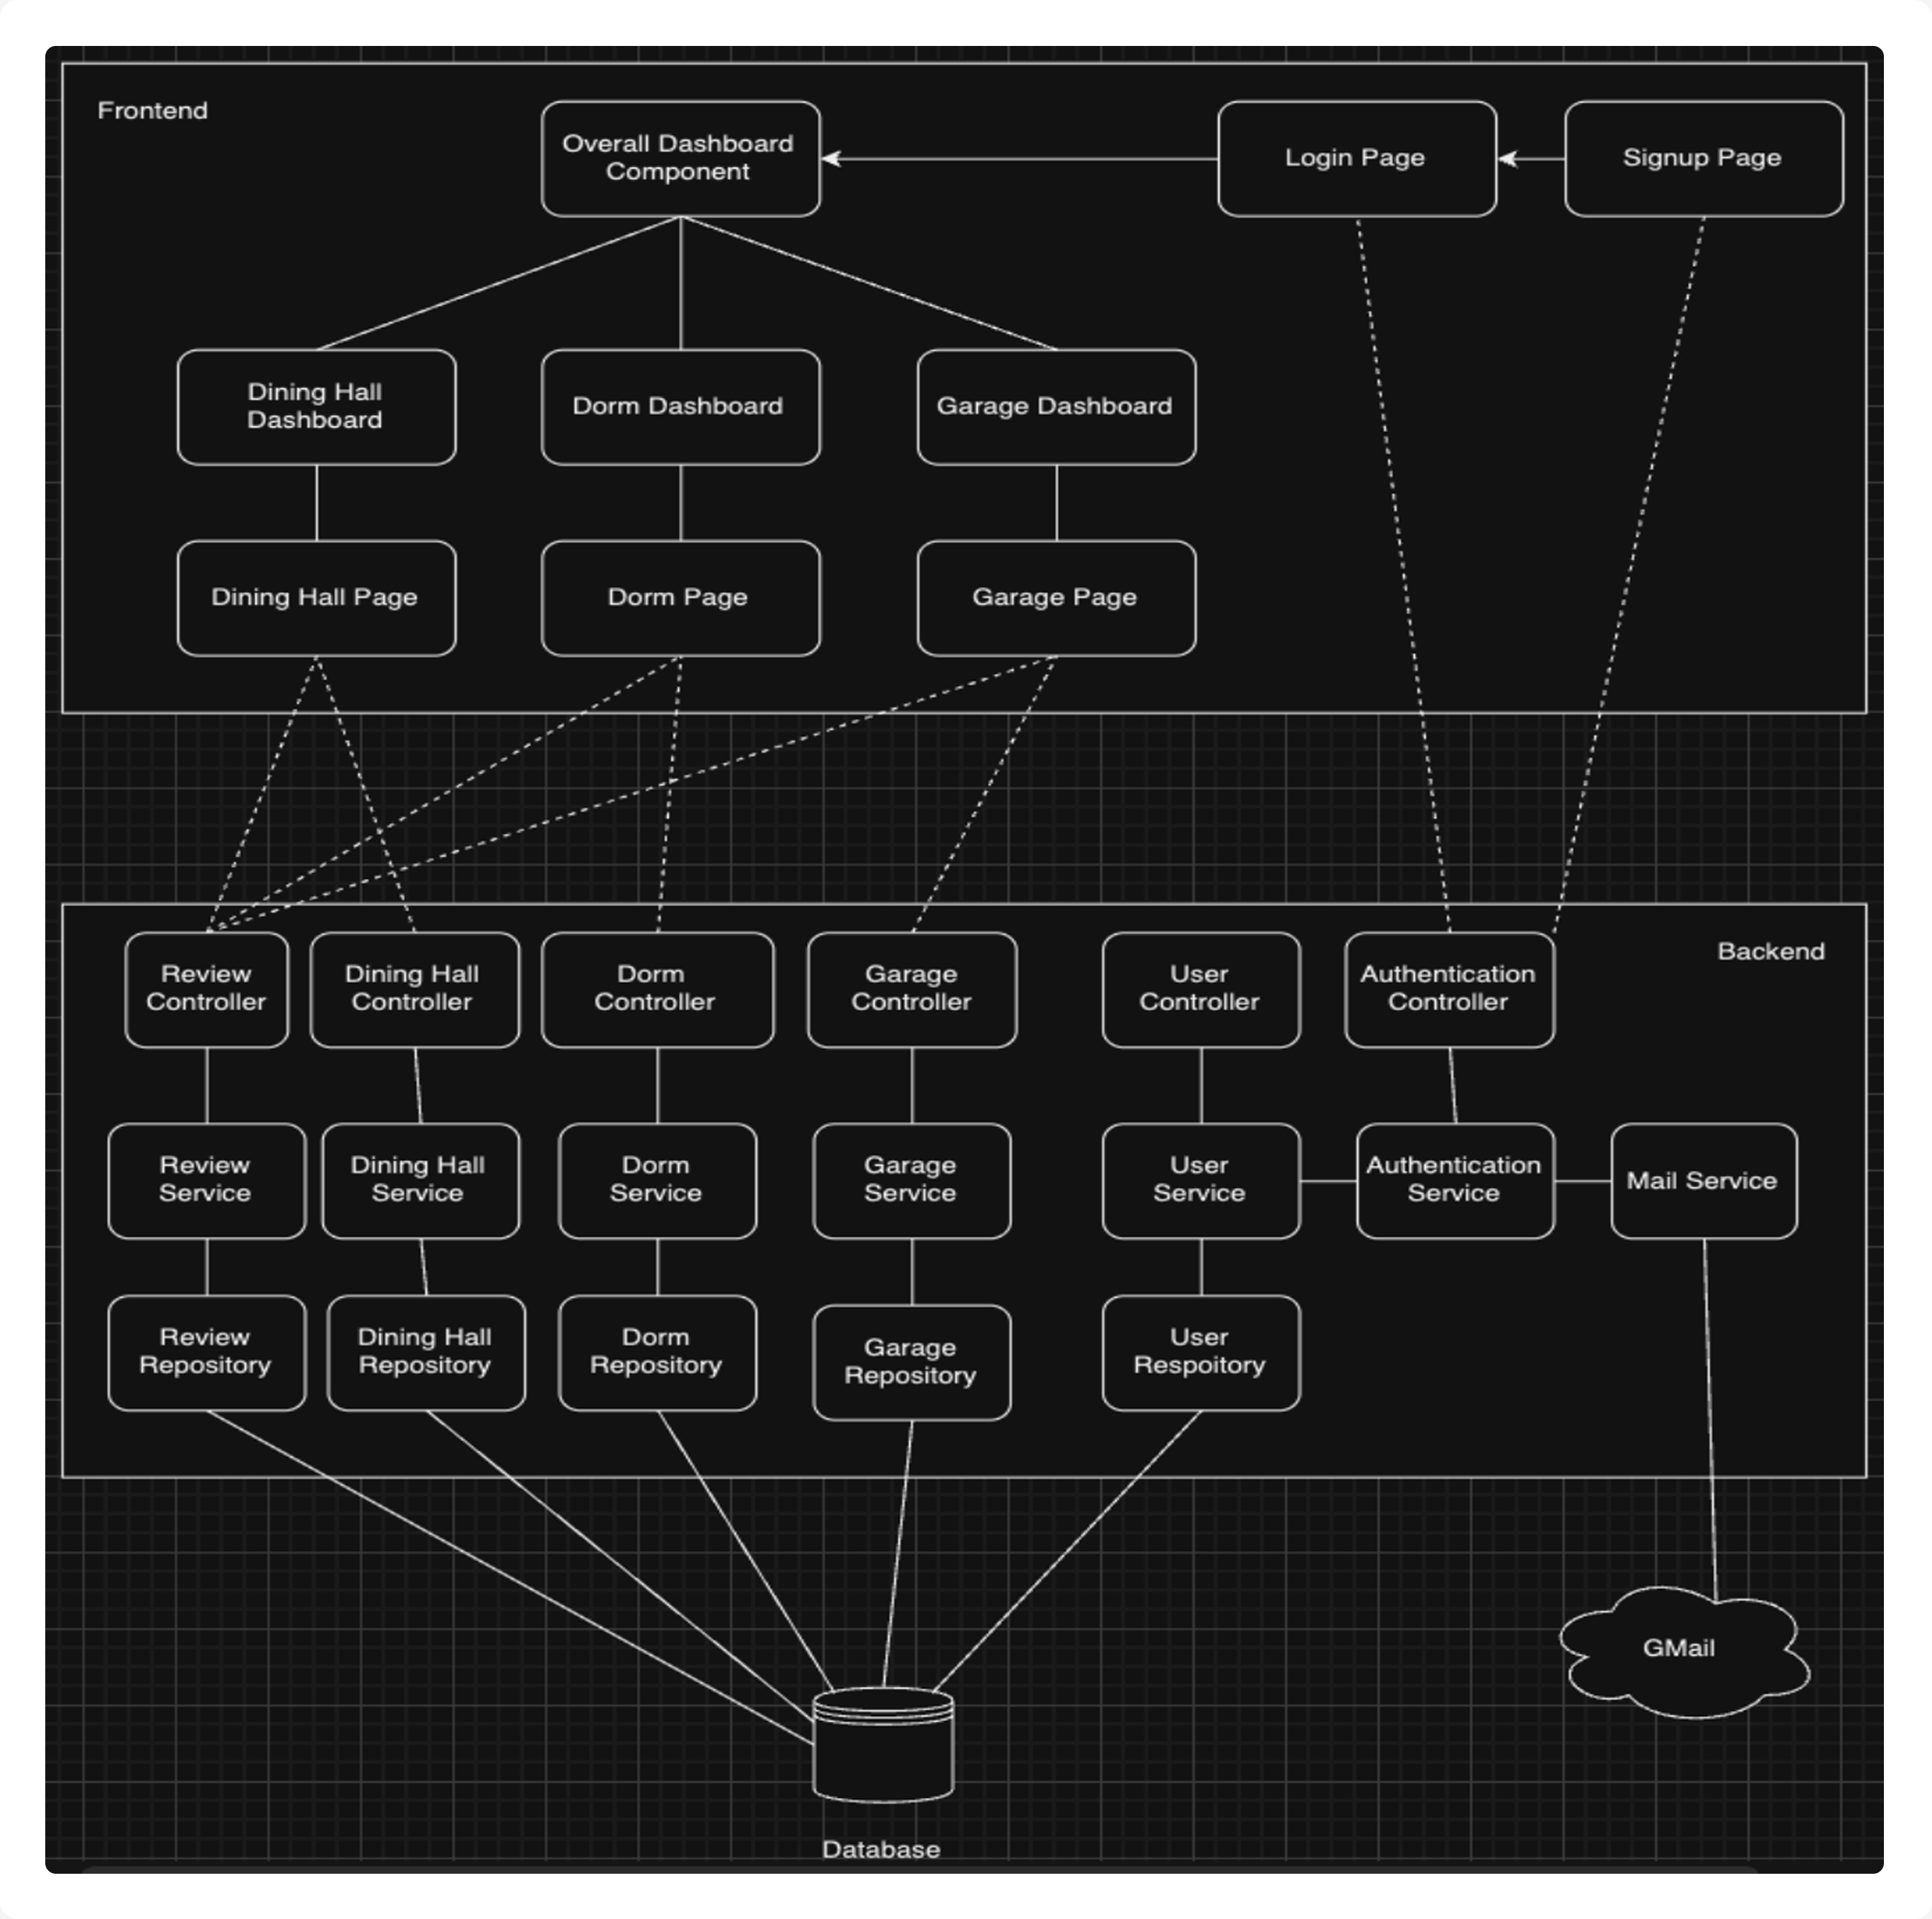 Frontend
Overall Dashboard
Component
Login Page
Signup Page
Dining Hall
Dashboard
Dorm Dashboard
Garage Dashboard
Dining Hall Page
Dorm Page
Garage Page
Backend
Review
Controller
Dining Hall
Controller
Dorm
Controller
Garage
Controller
User
Controller
Authentication
Controller
Review
Service
Dining Hall
Service
Dorm
Service
Garage
Service
User
Service
Authentication
Service
Mail Service
Review
Repository
Dining Hall
Repository
Dorm
Repository
Garage
Repository
User
Respoitory
GMail
Database